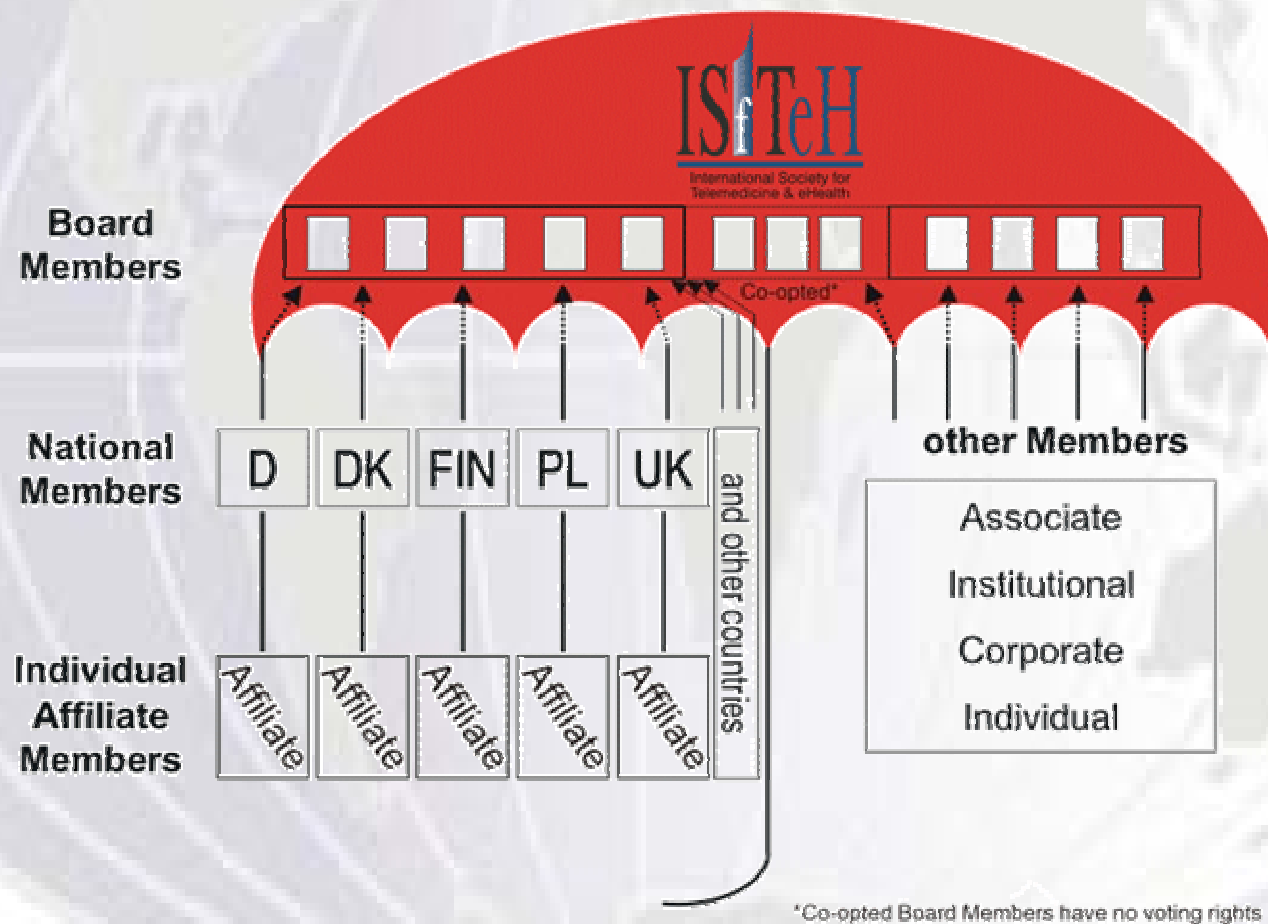 ISfTeH
International Society for
Telemedicine & eHealth
Board
Members
Co-opted*
National
Members
D
DK
FIN
PL
UK
and other countries
other Members
Associate
Institutional
Corporate
Individual
Individual
Affiliate
Members
Affiliate
Affiliate
Affiliate
Affiliate
Affiliate
*Co-opted Board Members have no voting rights